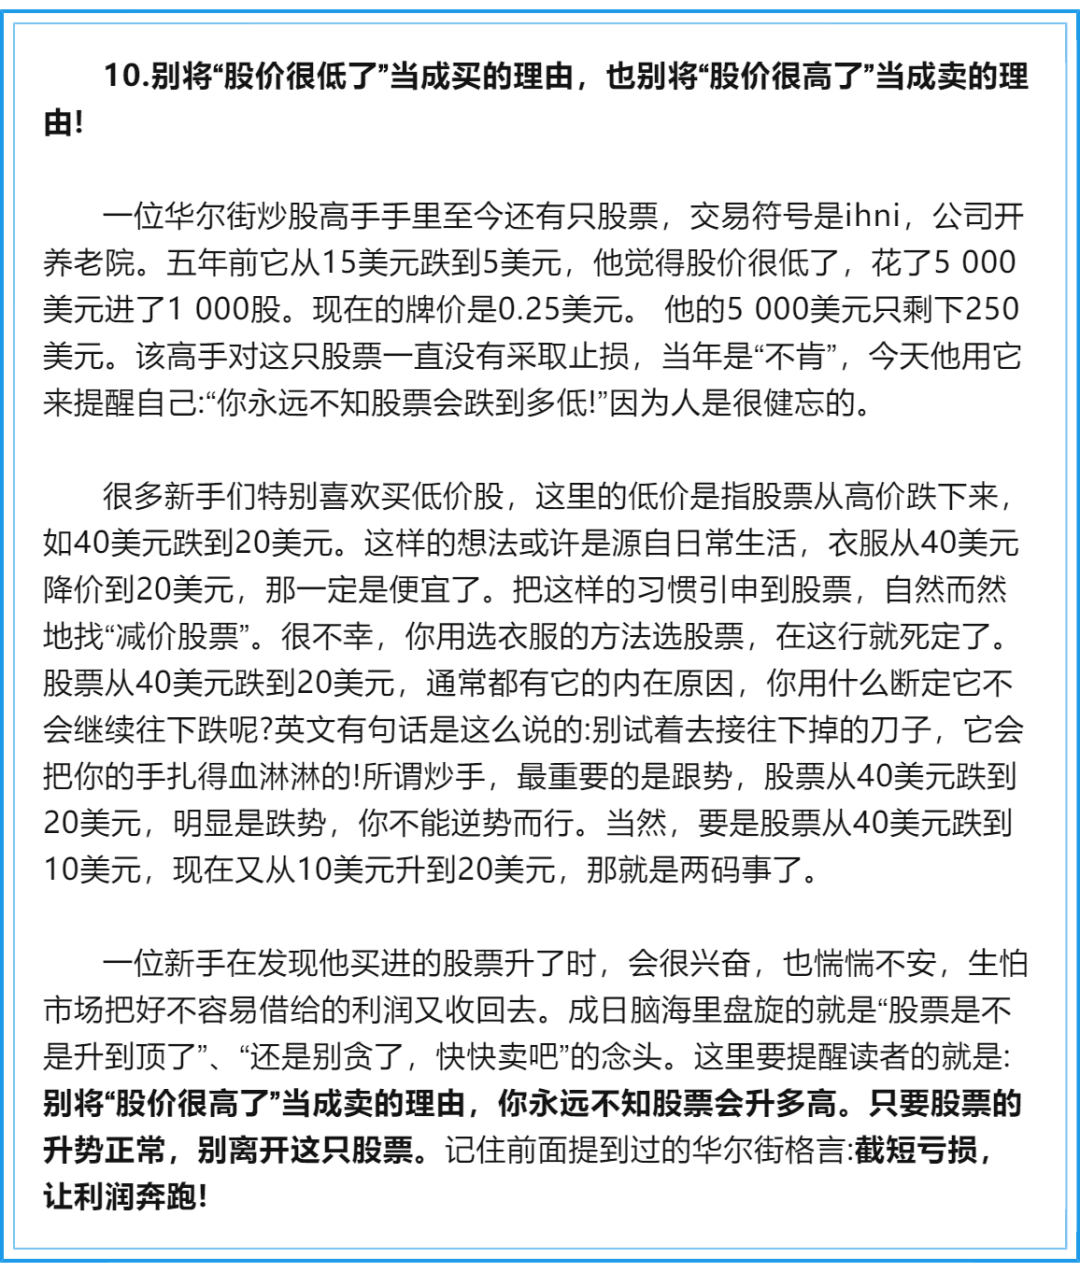 10.别将“股价很低了”当成买的理由，也别将“股价很高了”当成卖的理
由!
一位华尔街炒股高手手里至今还有只股票，交易符号是ihni，公司开
养老院。五年前它从15美元跌到5美元，他觉得股价很低了，花了5 000
美元进了1 000股。现在的牌价是0.25美元。 他的5 000美元只剩下250
美元。该高手对这只股票一直没有采取止损，当年是“不肯”，今天他用它
来提醒自己:“你永远不知股票会跌到多低!”因为人是很健忘的。
很多新手们特别喜欢买低价股，这里的低价是指股票从高价跌下来，
如40美元跌到20美元。这样的想法或许是源自日常生活，衣服从40美元
降价到20美元，那一定是便宜了。把这样的习惯引申到股票，自然而然
地找“减价股票”。很不幸，你用选衣服的方法选股票，在这行就死定了。
股票从40美元跌到20美元，通常都有它的内在原因，你用什么断定它不
会继续往下跌呢?英文有句话是这么说的:别试着去接往下掉的刀子，它会
把你的手扎得血淋淋的!所谓炒手，最重要的是跟势，股票从40美元跌到
20美元，明显是跌势，你不能逆势而行。当然，要是股票从40美元跌到
10美元，现在又从10美元升到20美元，那就是两码事了。
一位新手在发现他买进的股票升了时，会很兴奋，也惴惴不安，生怕
市场把好不容易借给的利润又收回去。成日脑海里盘旋的就是“股票是不
是升到顶了”、“还是别贪了，快快卖吧”的念头。这里要提醒读者的就是:
别将“股价很高了”当成卖的理由，你永远不知股票会升多高。只要股票的
升势正常，别离开这只股票。记住前面提到过的华尔街格言:截短亏损，
让利润奔跑!